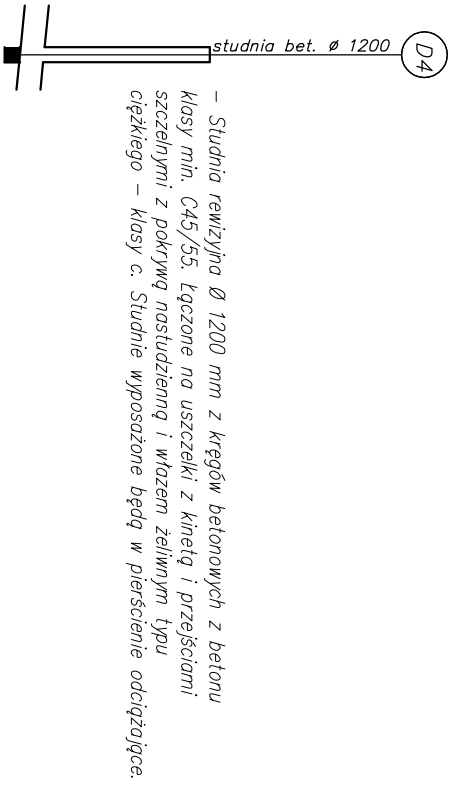 D4
studnia bet. ø 1200
- Studnia rewizyjna Ø 1200 mm z kręgów betonowych z betonu
klasy min. C45/55. Łączone na uszczelki z kinetą i przejściami
szczelnymi z pokrywą nastudzienną i włazem żeliwnym typu
ciężkiego - klasy c. Studnie wyposażone będą w pierścienie odciążające.